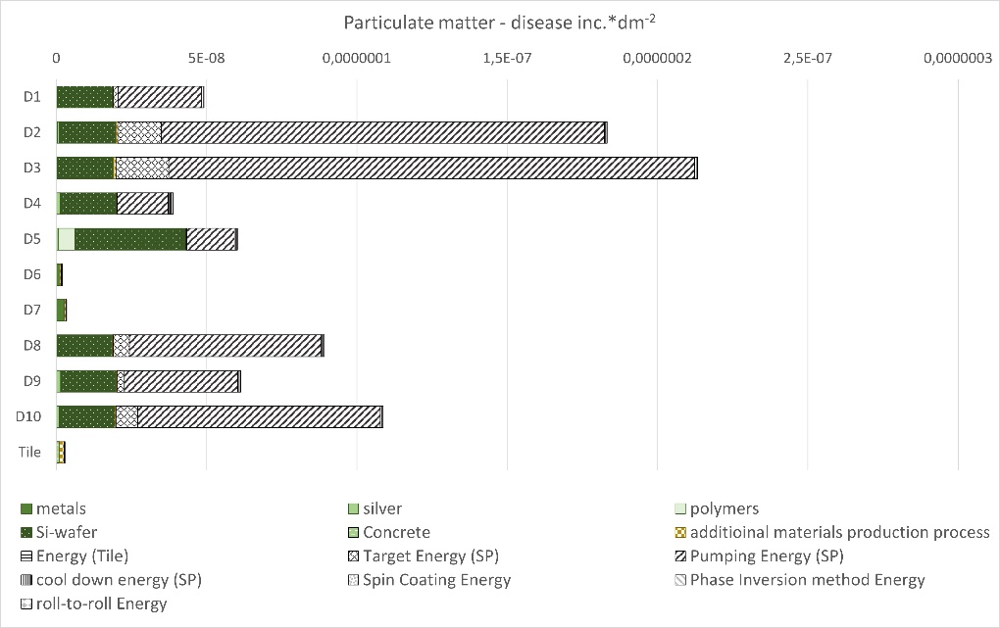 Particulate matter - disease inc.*dm⁻²
0 5E-08 0,0000001 1,5E-07 0,0000002 2,5E-07 0,0000003
D1
D2
D3
D4
D5
D6
D7
D8
D9
D10
Tile
metals silver polymers
Si-wafer Concrete additioinal materials production process
Energy (Tile) Target Energy (SP) Pumping Energy (SP)
cool down energy (SP) Spin Coating Energy Phase Inversion method Energy
roll-to-roll Energy